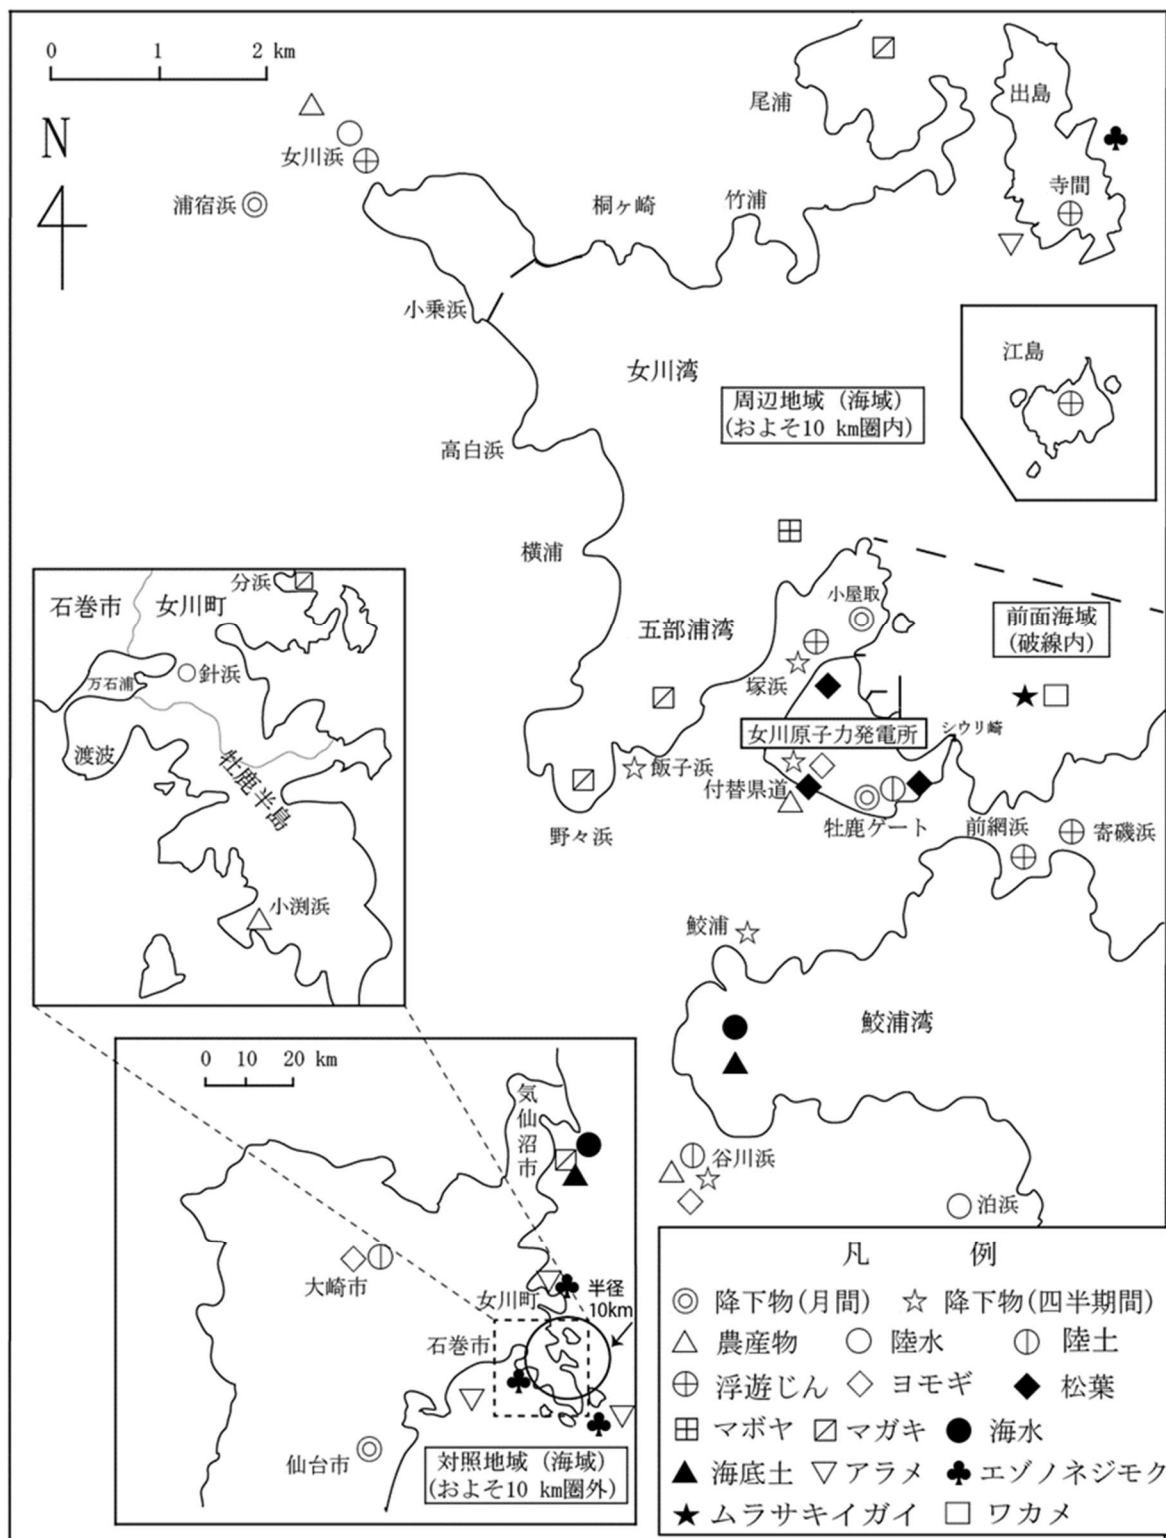 0 1 2 km
N
尾浦
出島
女川浜
浦宿浜
寺間
桐ヶ崎
竹浦
小乗浜
女川湾
江島
周辺地域（海域）
(およそ10 km圏内)
高白浜
横浦
小屋取
五部浦湾
前面海域
(破線内)
塚浜
女川原子力発電所
シウリ崎
飯子浜
付替県道
野々浜
牡鹿ゲート
前網浜
寄磯浜
鮫浦
鮫浦湾
谷川浜
泊浜
分浜
石巻市
女川町
針浜
万石浦
渡波
牡鹿半島
小渕浜
0 10 20 km
気仙沼市
大崎市
女川町
半径
10km
石巻市
仙台市
対照地域（海域）
(およそ10 km圏外)
凡 例
降下物(月間) 降下物(四半期間)
農産物 陸水 陸土
浮遊じん ヨモギ 松葉
マボヤ マガキ 海水
海底土 アラメ エゾノネジモク
ムラサキイガイ ワカメ